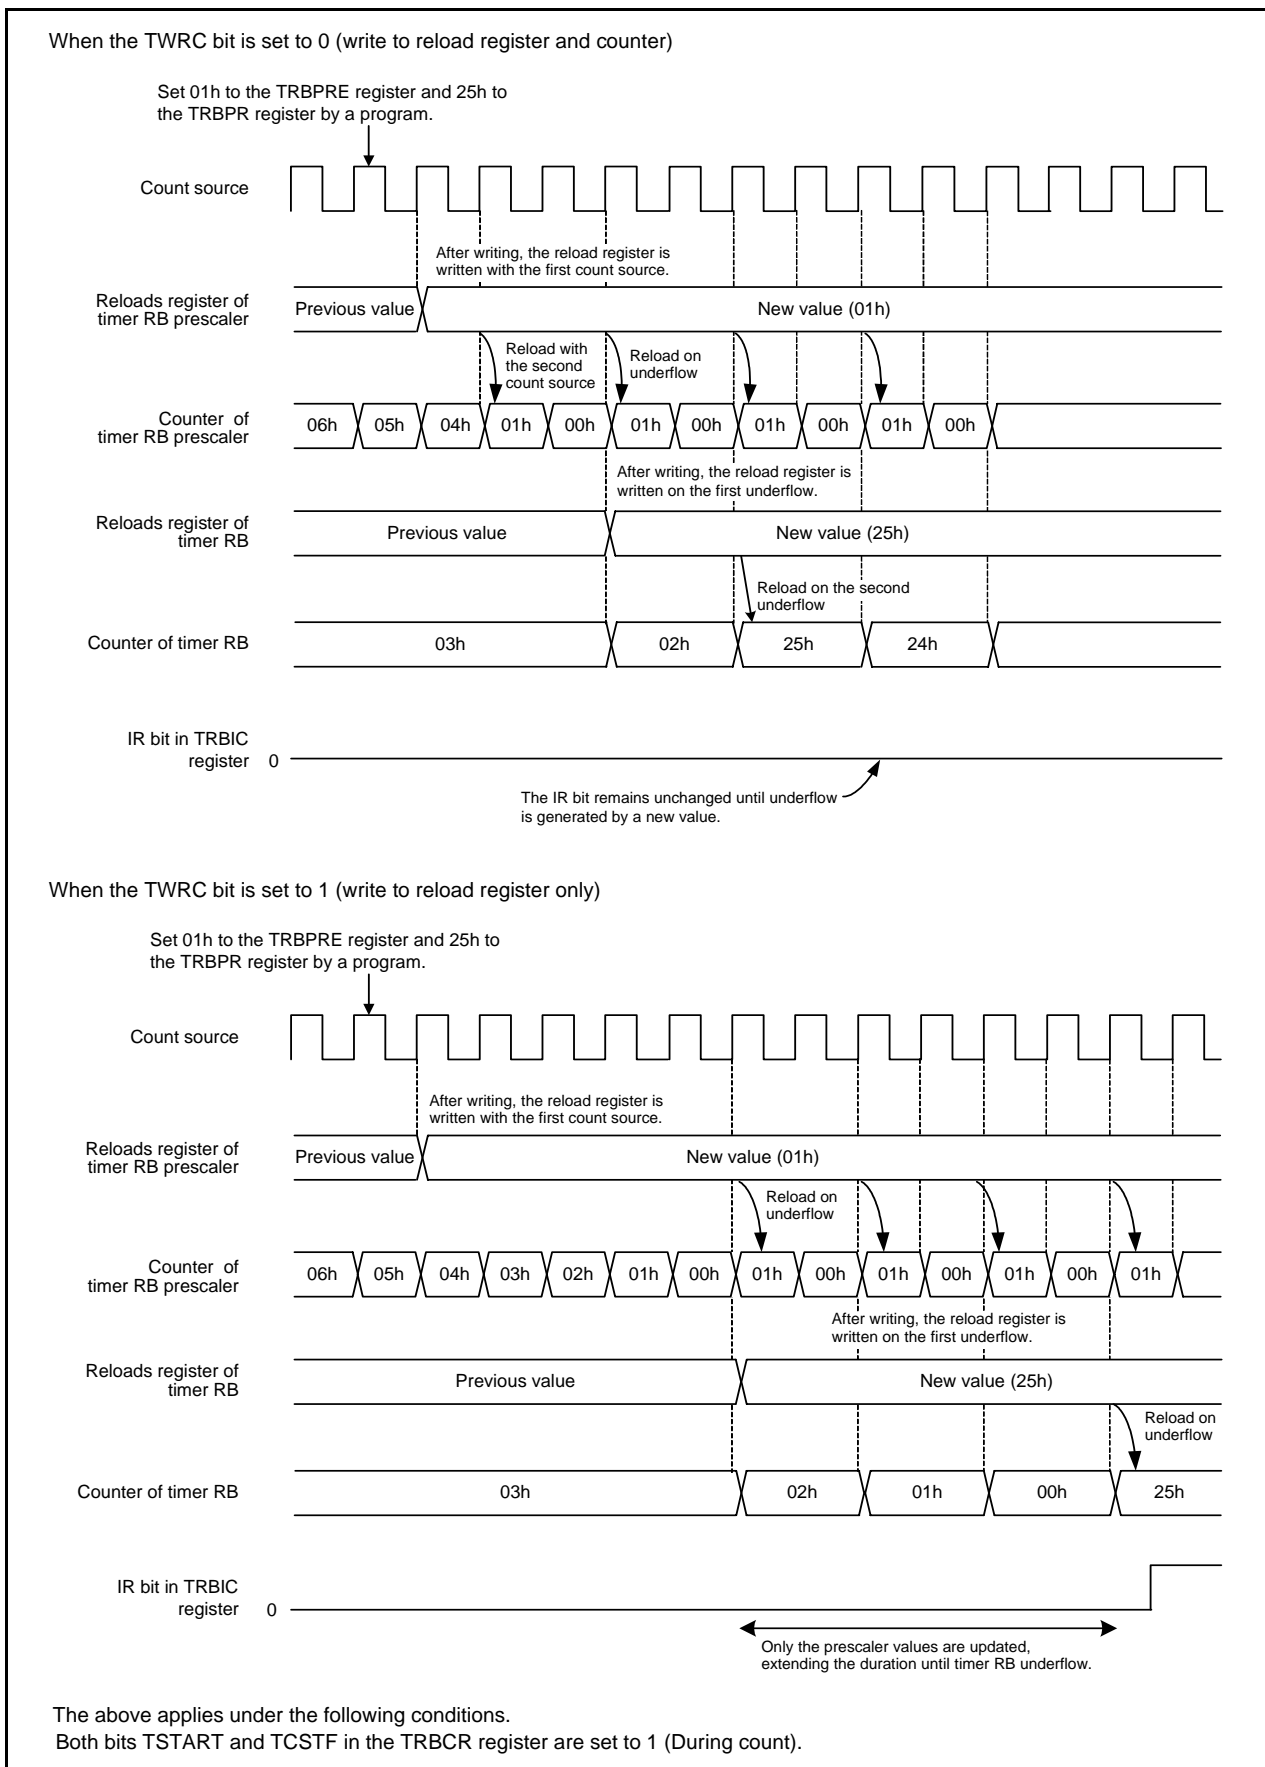 When the TWRC bit is set to 0 (write to reload register and counter)
Set 01h to the TRBPRE register and 25h to
the TRBPR register by a program.
Count source
After writing, the reload register is
written with the first count source.
Reloads register of
timer RB prescaler
Previous value
New value (01h)
Reload with
the second
count source
Reload on
underflow
Counter of
timer RB prescaler
06h 05h 04h 01h 00h 01h 00h 01h 00h 01h 00h
After writing, the reload register is
written on the first underflow.
Reloads register of
timer RB
Previous value
New value (25h)
Reload on the second
underflow
Counter of timer RB
03h 02h 25h 24h
IR bit in TRBIC
register 0
The IR bit remains unchanged until underflow
is generated by a new value.
When the TWRC bit is set to 1 (write to reload register only)
Set 01h to the TRBPRE register and 25h to
the TRBPR register by a program.
Count source
After writing, the reload register is
written with the first count source.
Reloads register of
timer RB prescaler
Previous value
New value (01h)
Reload on
underflow
Counter of
timer RB prescaler
06h 05h 04h 03h 02h 01h 00h 01h 00h 01h 00h 01h 00h 01h
After writing, the reload register is
written on the first underflow.
Reloads register of
timer RB
Previous value
New value (25h)
Reload on
underflow
Counter of timer RB
03h 02h 01h 00h 25h
IR bit in TRBIC
register 0
Only the prescaler values are updated,
extending the duration until timer RB underflow.
The above applies under the following conditions.
Both bits TSTART and TCSTF in the TRBCR register are set to 1 (During count).